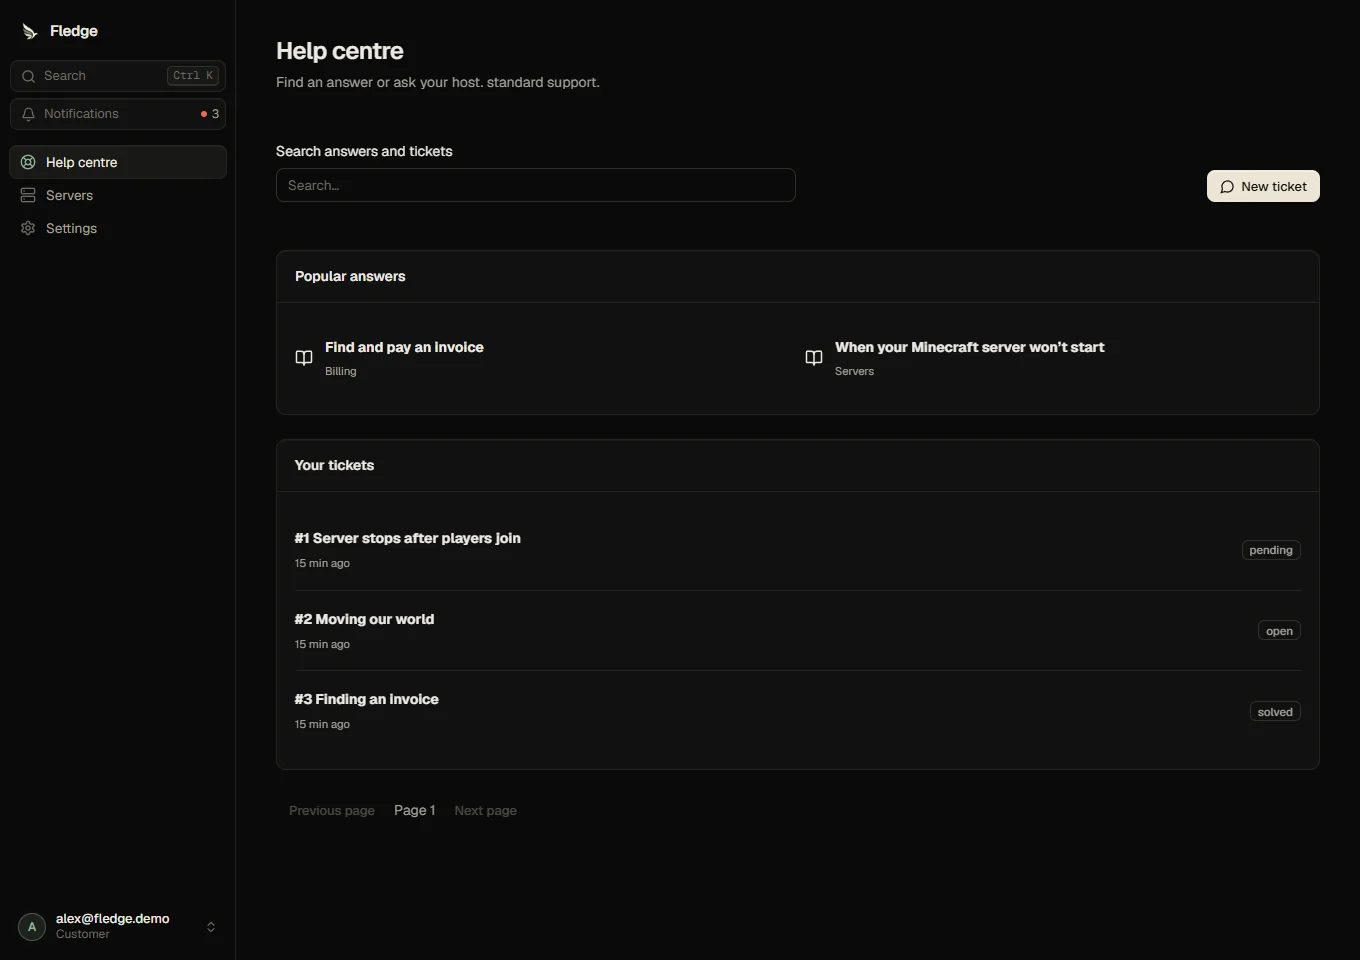 Fledge
Search Ctrl K
Notifications 3
Help centre
Servers
Settings
Help centre
Find an answer or ask your host. standard support.
Search answers and tickets
Search...
New ticket
Popular answers
Find and pay an invoice
Billing
When your Minecraft server won't start
Servers
Your tickets
#1 Server stops after players join
15 min ago
pending
#2 Moving our world
15 min ago
open
#3 Finding an invoice
15 min ago
solved
Previous page Page 1 Next page
A
alex@fledge.demo
Customer